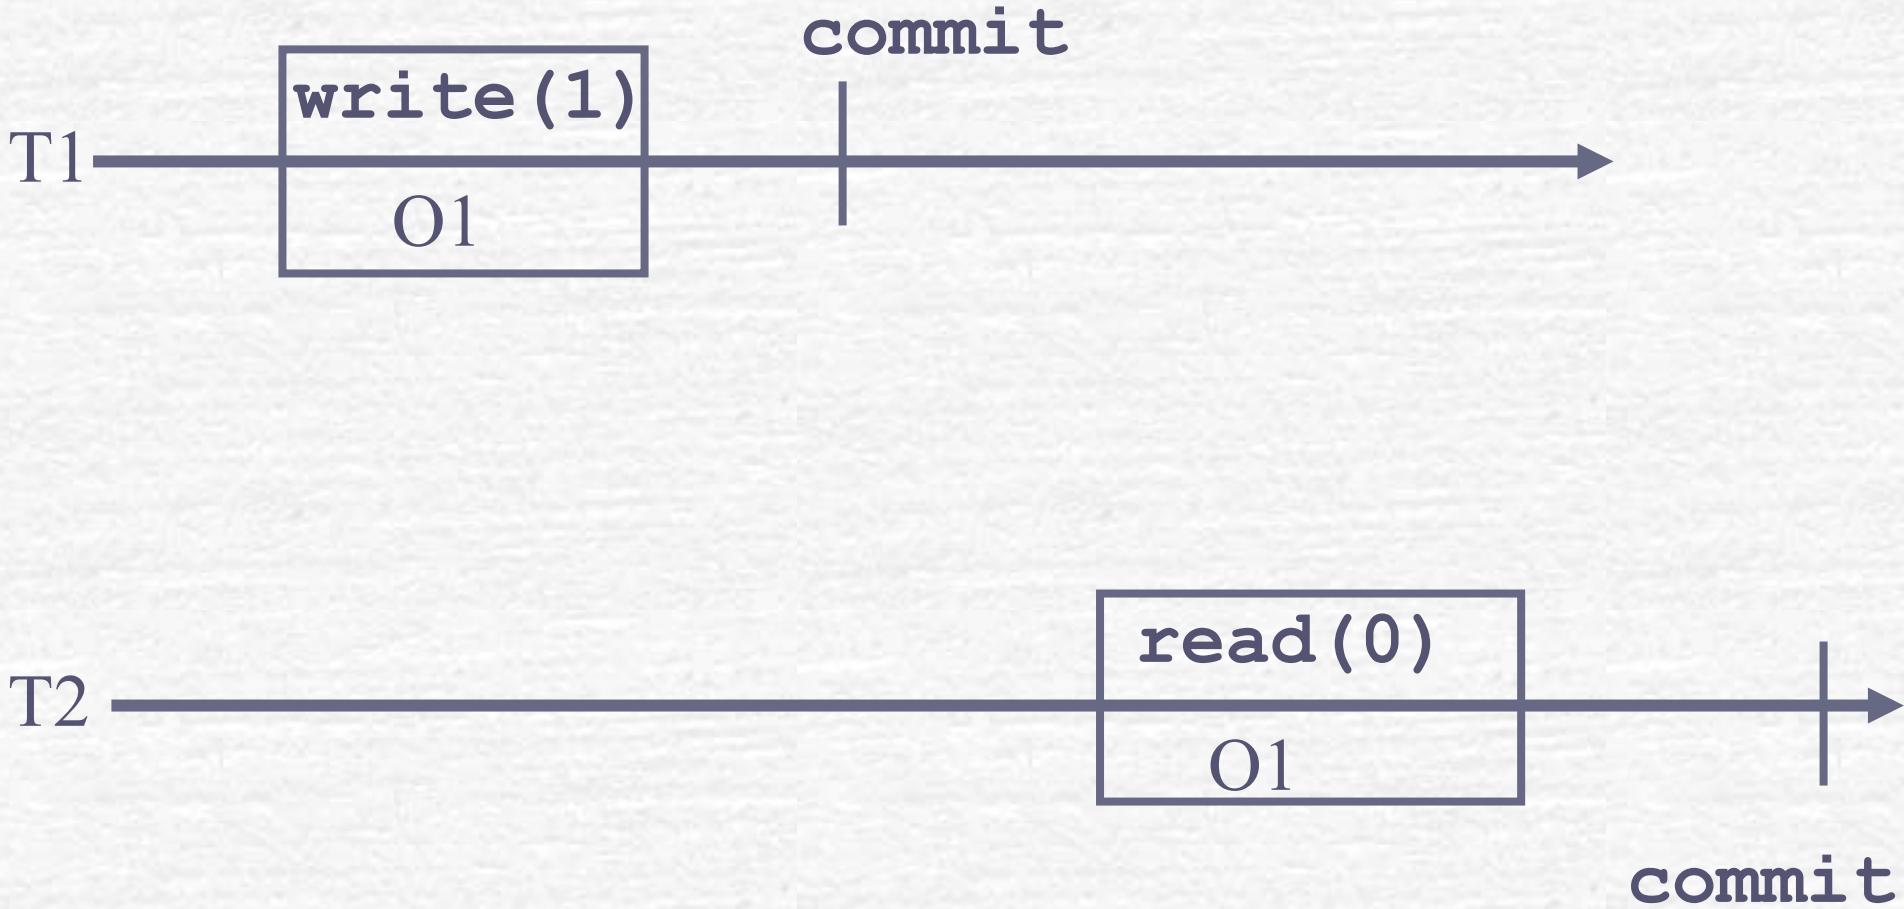 commit
write(1)
T1
O1
read(0)
T2
O1
commit